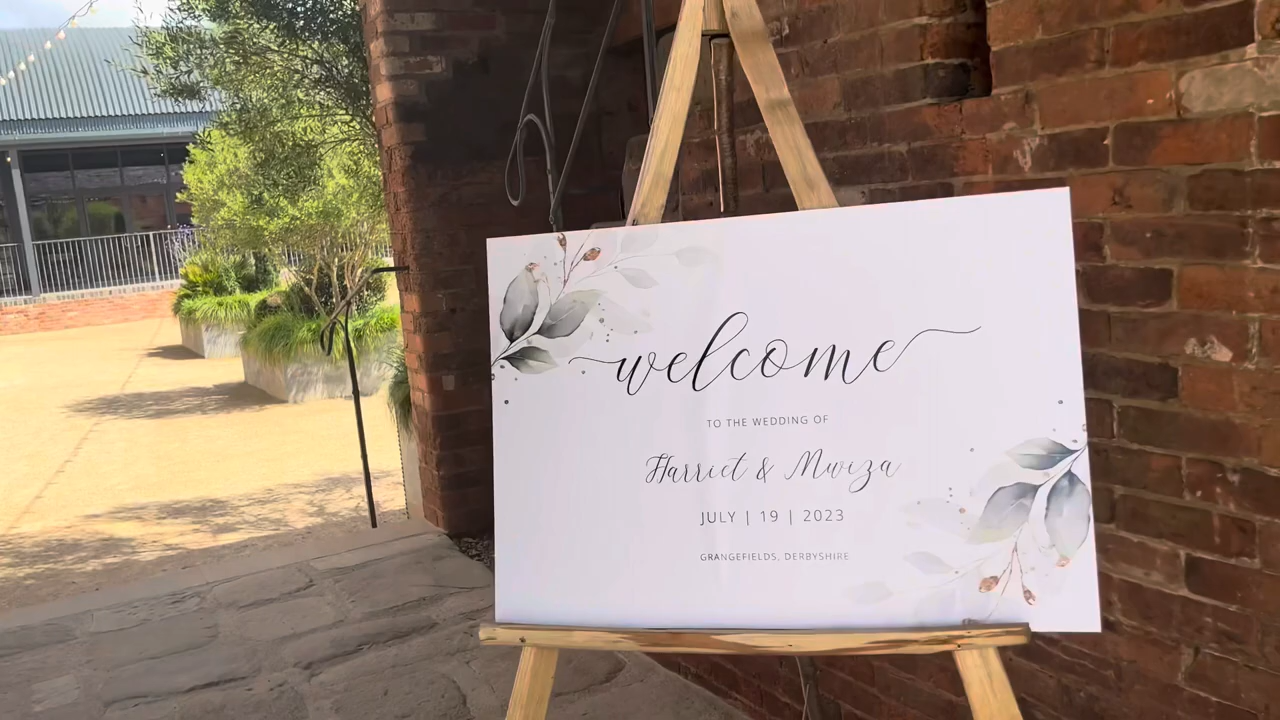 welcome
TO THE WEDDING OF
Harriet & Mwiza
JULY | 19 | 2023
GRANGEFIELDS, DERBYSHIRE